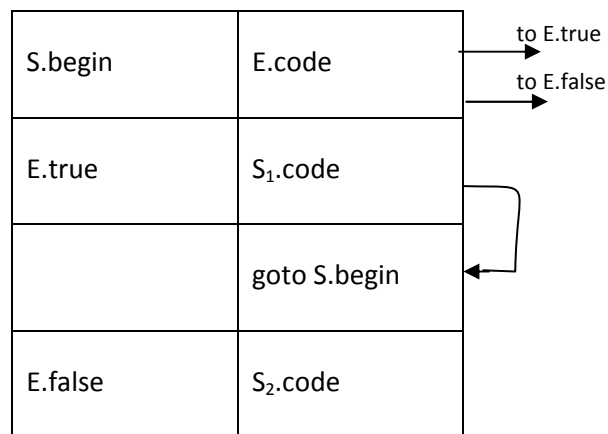 S.begin E.code to E.true
to E.false
E.true S₁.code
goto S.begin
E.false S₂.code